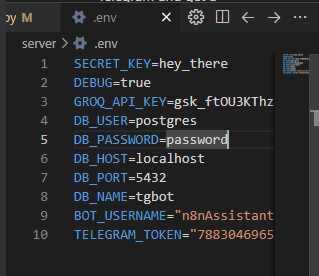 py M
.env
server > .env
1 SECRET_KEY=hey_there
2 DEBUG=true
3 GROQ_API_KEY=gsk_ftOU3KThz
4 DB_USER=postgres
5 DB_PASSWORD=password
6 DB_HOST=localhost
7 DB_PORT=5432
8 DB_NAME=tgbot
9 BOT_USERNAME="n8nAssistant
10 TELEGRAM_TOKEN="7883046965